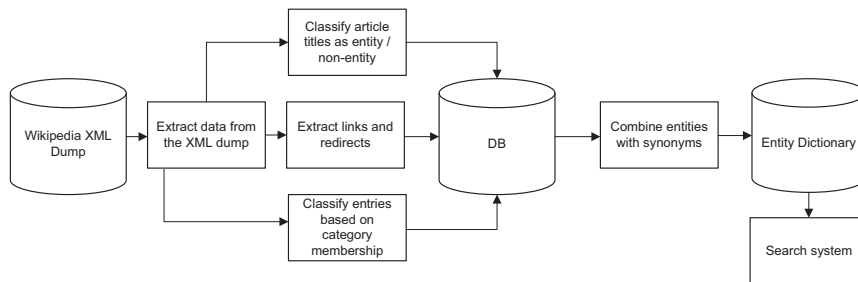 Classify article
titles as entity /
non-entity
Wikipedia XML
Dump
Extract data from
the XML dump
Extract links and
redirects
DB
Combine entities
with synonyms
Entity Dictionary
Classify entries
based on
category
membership
Search system